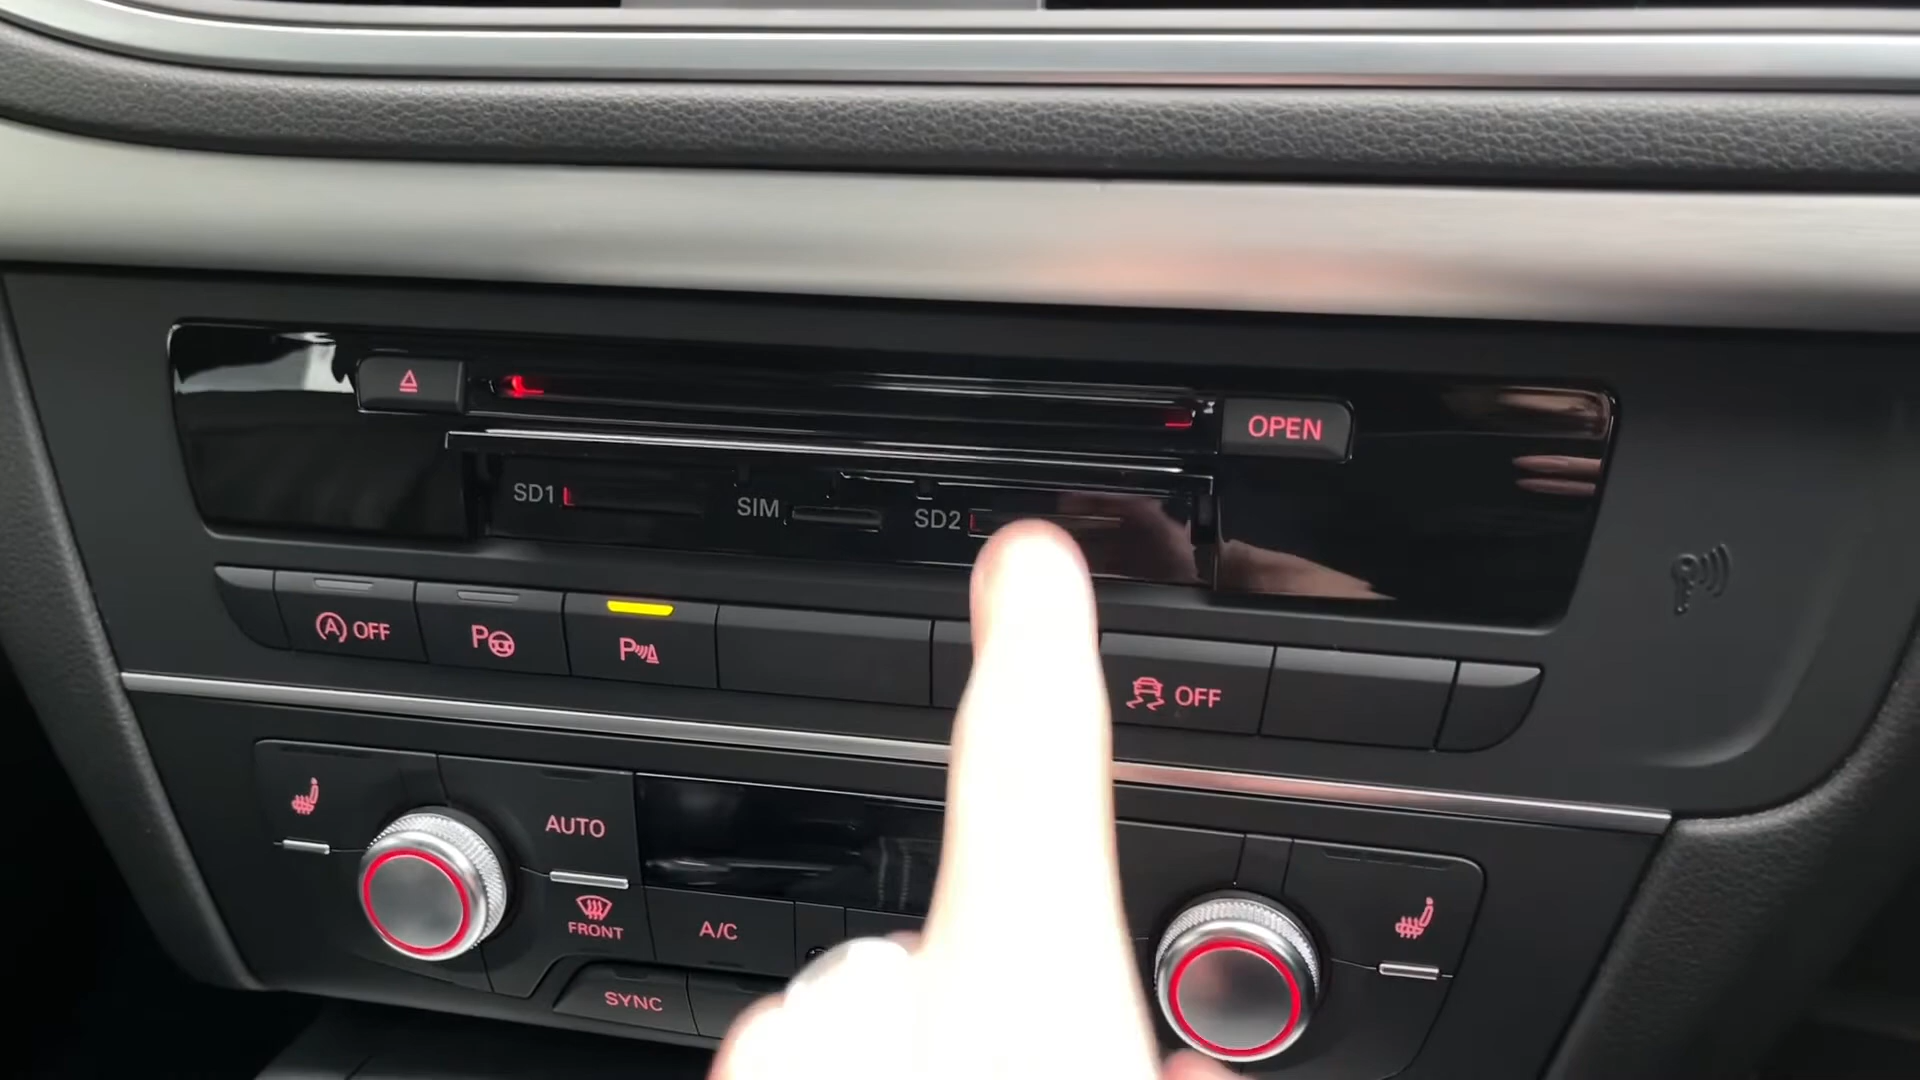 OPEN
SD1 SIM SD2
A OFF
P
P
OFF
AUTO
FRONT
A/C
SYNC